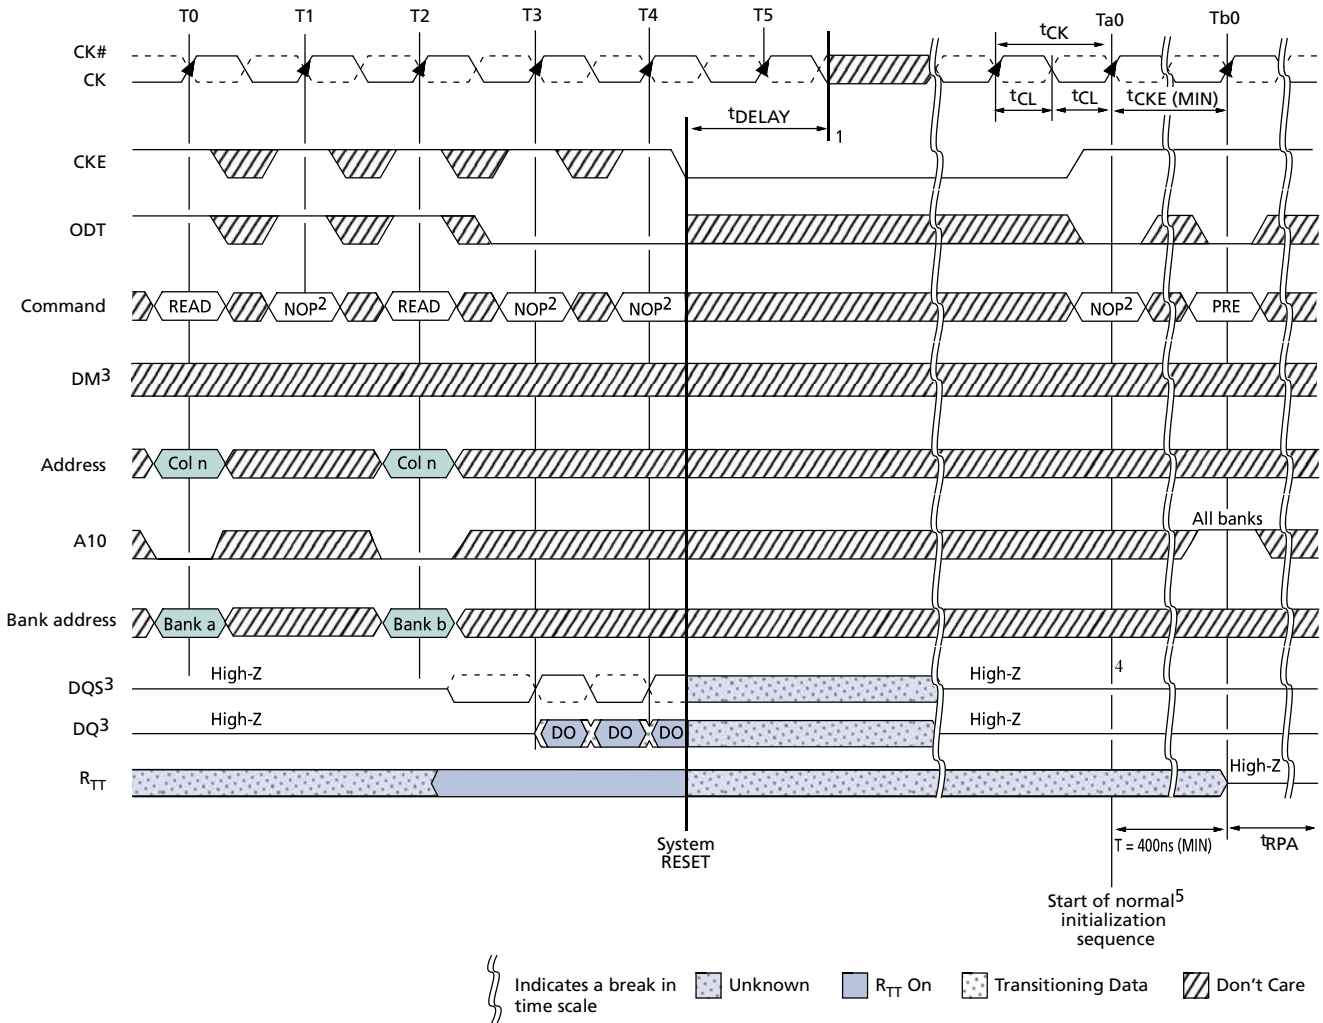 T0 T1 T2 T3 T4 T5 Ta0 Tb0
CK#
CK
tCK
tCL tCL tCKE (MIN)
tDELAY
1
CKE
ODT
Command READ NOP2 READ NOP2 NOP2 NOP2 PRE
DM3
Address Col n Col n
All banks
A10
Bank address Bank a Bank b
High-Z High-Z 4
DQS3
High-Z High-Z
DQ3 DO DO DO
RTT High-Z
System
RESET
T = 400ns (MIN) tRPA
Start of normal5
initialization
sequence
Indicates a break in
time scale
Unknown
RTT On
Transitioning Data
Don't Care